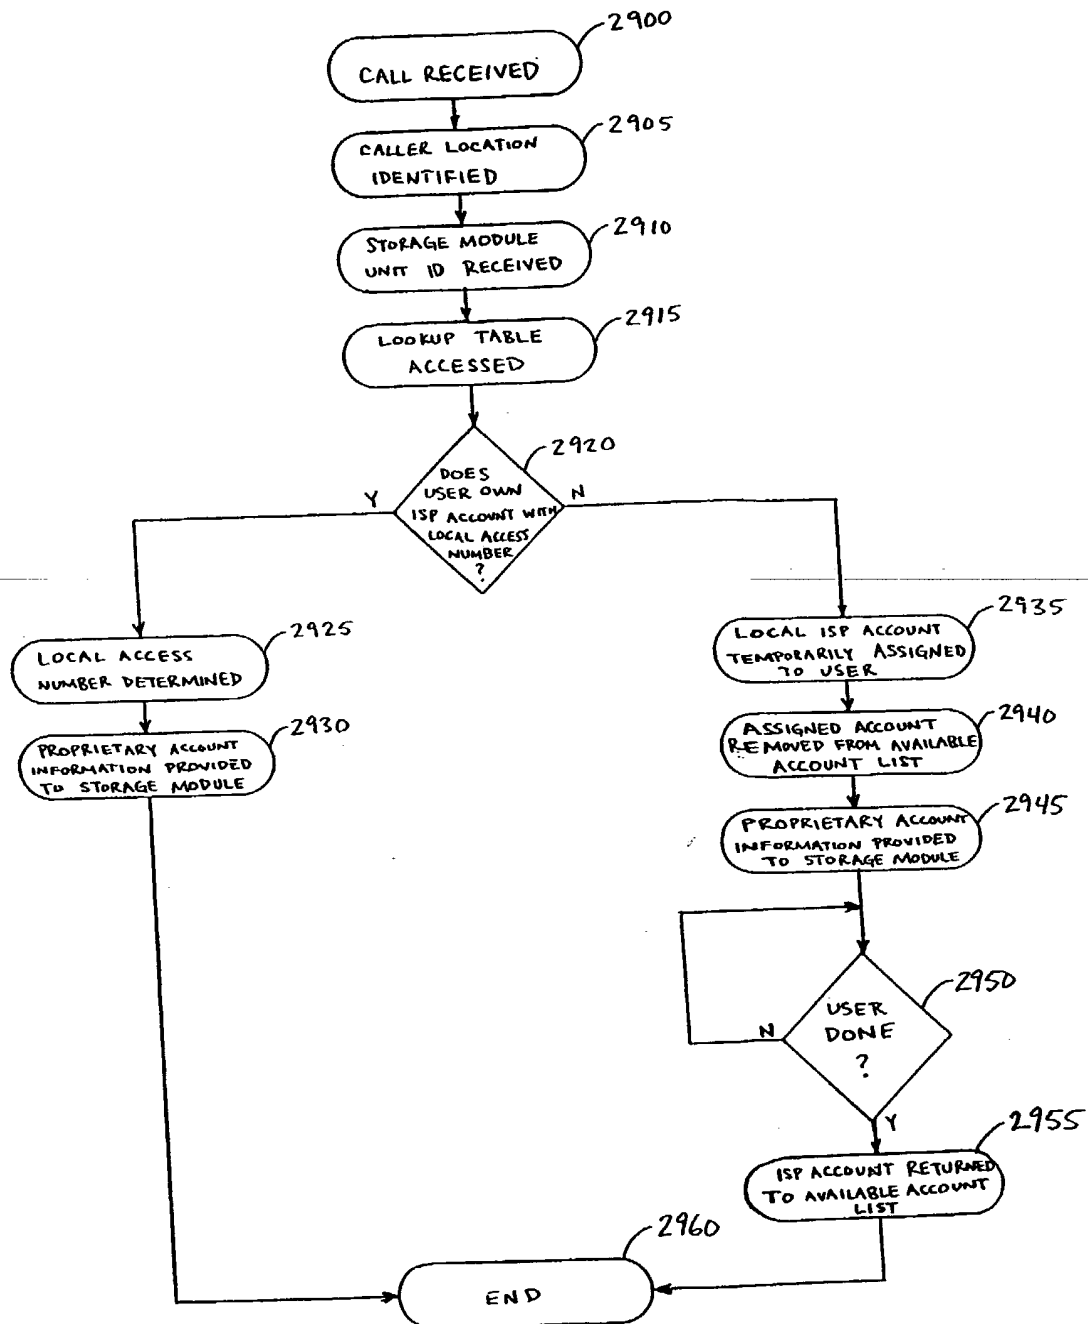 2900
CALL RECEIVED
2905
CALLER LOCATION
IDENTIFIED
2910
STORAGE MODULE
UNIT ID RECEIVED
2915
LOOKUP TABLE
ACCESSED
2920
DOES
USER OWN
ISP ACCOUNT WITH
LOCAL ACCESS
NUMBER
?
Y
N
2925
LOCAL ACCESS
NUMBER DETERMINED
2930
PROPRIETARY ACCOUNT
INFORMATION PROVIDED
TO STORAGE MODULE
2935
LOCAL ISP ACCOUNT
TEMPORARILY ASSIGNED
TO USER
2940
ASSIGNED ACCOUNT
REMOVED FROM AVAILABLE
ACCOUNT LIST
2945
PROPRIETARY ACCOUNT
INFORMATION PROVIDED
TO STORAGE MODULE
2950
USER
DONE
?
N
Y
2955
ISP ACCOUNT RETURNED
TO AVAILABLE ACCOUNT
LIST
2960
END